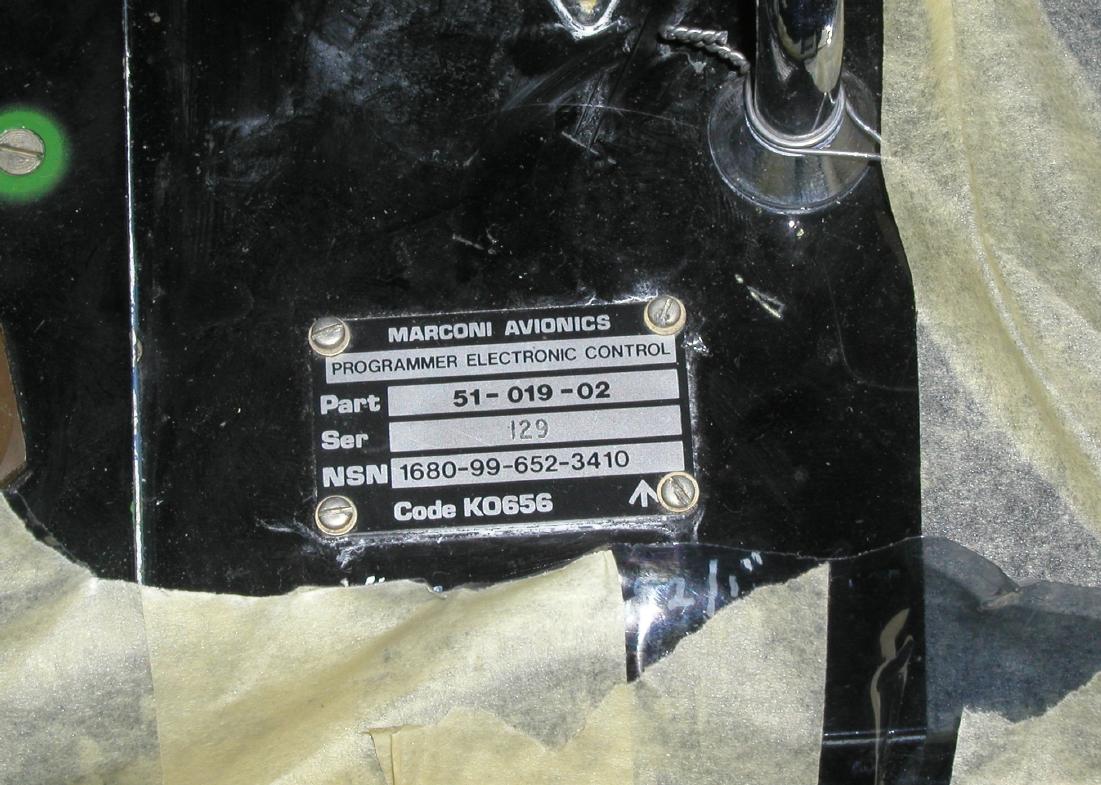 MARCONI AVIONICS
PROGRAMMER ELECTRONIC CONTROL
Part 51-019-02
Ser 129
NSN 1680-99-652-3410
Code K0656